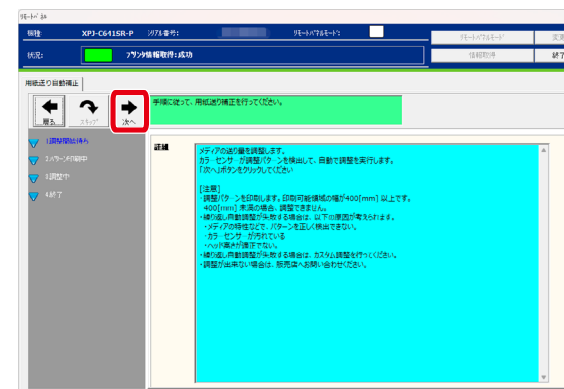 ﾘﾓｰﾄﾊﾟﾈﾙ
機種: XPJ-C641SR-P ｼﾘｱﾙ番号: ﾘﾓｰﾄﾊﾟﾈﾙﾓｰﾄﾞ: ﾘﾓｰﾄﾊﾟﾈﾙﾓｰﾄﾞ 変更
状況: ﾌﾟﾘﾝﾀ情報取得:成功 情報取得 終了
用紙送り自動補正
戻る ｽｷｯﾌﾟ 次へ
手順に従って、用紙送り補正を行ってください。
1調整開始待ち
2ﾊﾟﾀｰﾝ印刷中
3調整中
4終了
詳細
メディアの送り量を調整します。
カラーセンサーが調整パターンを検出して、自動で調整を実行します。
「次へ」ボタンをクリックしてください
[注意]
・調整パターンを印刷します。印刷可能領域の幅が400[mm] 以上です。
400[mm] 未満の場合、調整できません。
・繰り返し自動調整が失敗する場合は、以下の原因が考えられます。
・メディアの特性などで、パターンを正しく検出できない。
・カラーセンサーが汚れている
・ヘッド高さが適正でない。
・繰り返し自動調整が失敗する場合は、カスタム調整を行ってください。
・調整が出来ない場合は、販売店へお問い合わせください。